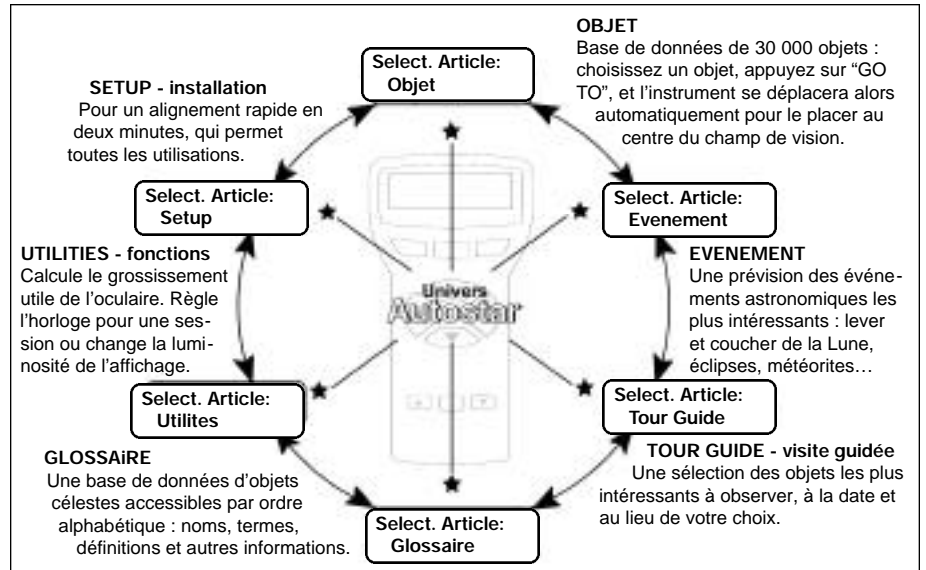 OBJET
Base de données de 30 000 objets :
choisissez un objet, appuyez sur “GO
TO”, et l’instrument se déplacera alors
automatiquement pour le placer au
centre du champ de vision.
Select. Article:
Objet
SETUP - installation
Pour un alignement rapide en
deux minutes, qui permet
toutes les utilisations.
Select. Article:
Setup
Select. Article:
Evenement
UTILITIES - fonctions
Calcule le grossissement
utile de l’oculaire. Règle
l’horloge pour une ses-
sion ou change la lumi-
nosité de l’affichage.
Univers
Autostar
EVENEMENT
Une prévision des événe-
ments astronomiques les
plus intéressants : lever
et coucher de la Lune,
éclipses, météorites…
Select. Article:
Utilites
Select. Article:
Tour Guide
GLOSSAiRE
Une base de données d’objets
célestes accessibles par ordre
alphabétique : noms, termes,
définitions et autres informations.
TOUR GUIDE - visite guidée
Une sélection des objets les plus
intéressants à observer, à la date et
au lieu de votre choix.
Select. Article:
Glossaire